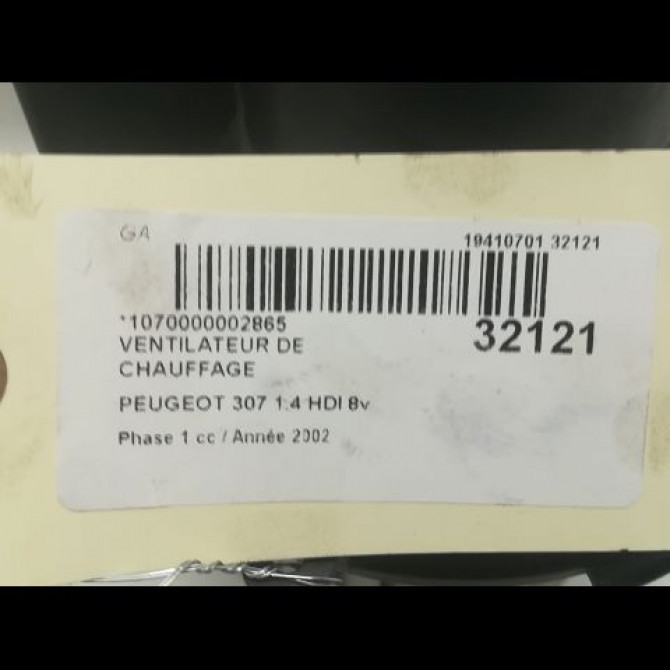 GA
19410701 32121
*1070000002865
32121
VENTILATEUR DE
CHAUFFAGE
PEUGEOT 307 1.4 HDI 8v
Phase 1 cc / Année 2002